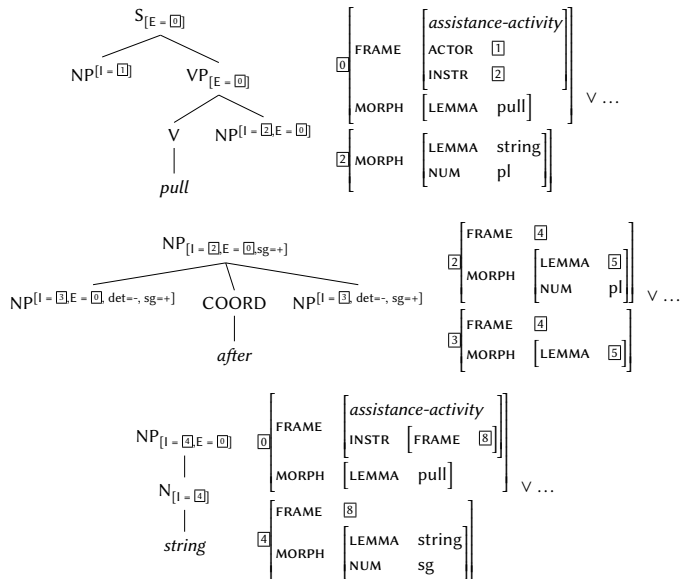 S[E = 0]
NP[I = 1] VP[E = 0]
V NP[I = 2,E = 0]
pull
0 FRAME assistance-activity
ACTOR 1
INSTR 2
MORPH [LEMMA pull]
∨ ...
2 MORPH LEMMA string
NUM pl
NP[I = 2,E = 0,sg=+]
NP[I = 3,E = 0, det=-, sg=+] COORD NP[I = 3, det=-, sg=+]
after
2 FRAME 4
MORPH LEMMA 5
NUM pl
∨ ...
3 FRAME 4
MORPH [LEMMA 5]
NP[I = 4,E = 0]
N[I = 4]
string
0 FRAME assistance-activity
INSTR [FRAME 8]
MORPH [LEMMA pull]
∨ ...
4 FRAME 8
MORPH LEMMA string
NUM sg